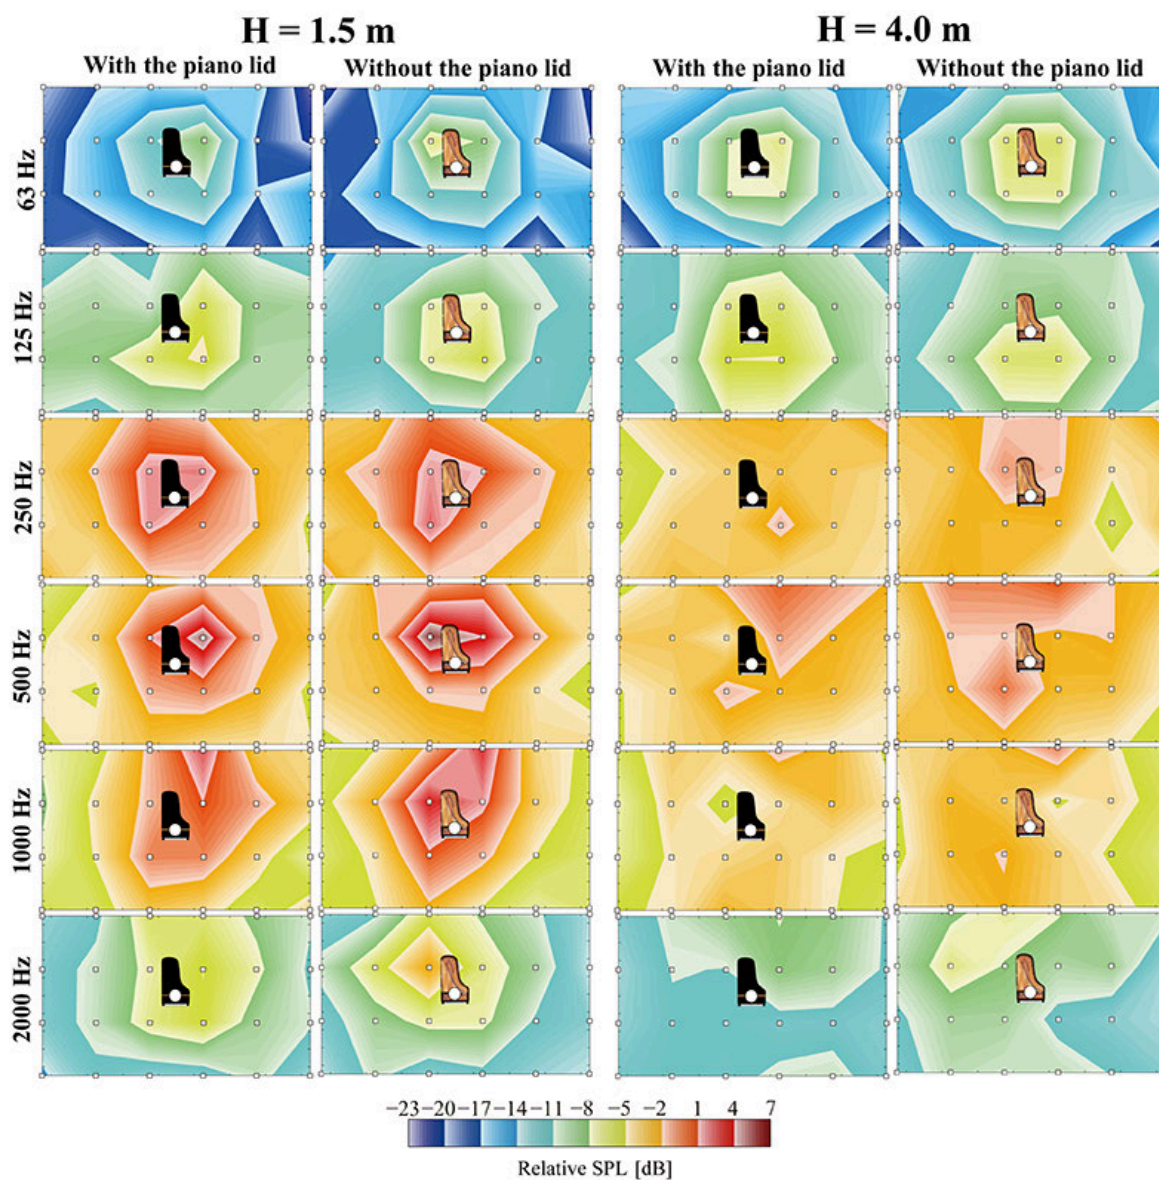 H = 1.5 m
H = 4.0 m
With the piano lid
Without the piano lid
With the piano lid
Without the piano lid
63 Hz
125 Hz
250 Hz
500 Hz
1000 Hz
2000 Hz
−23 −20 −17 −14 −11 −8 −5 −2 1 4 7
Relative SPL [dB]